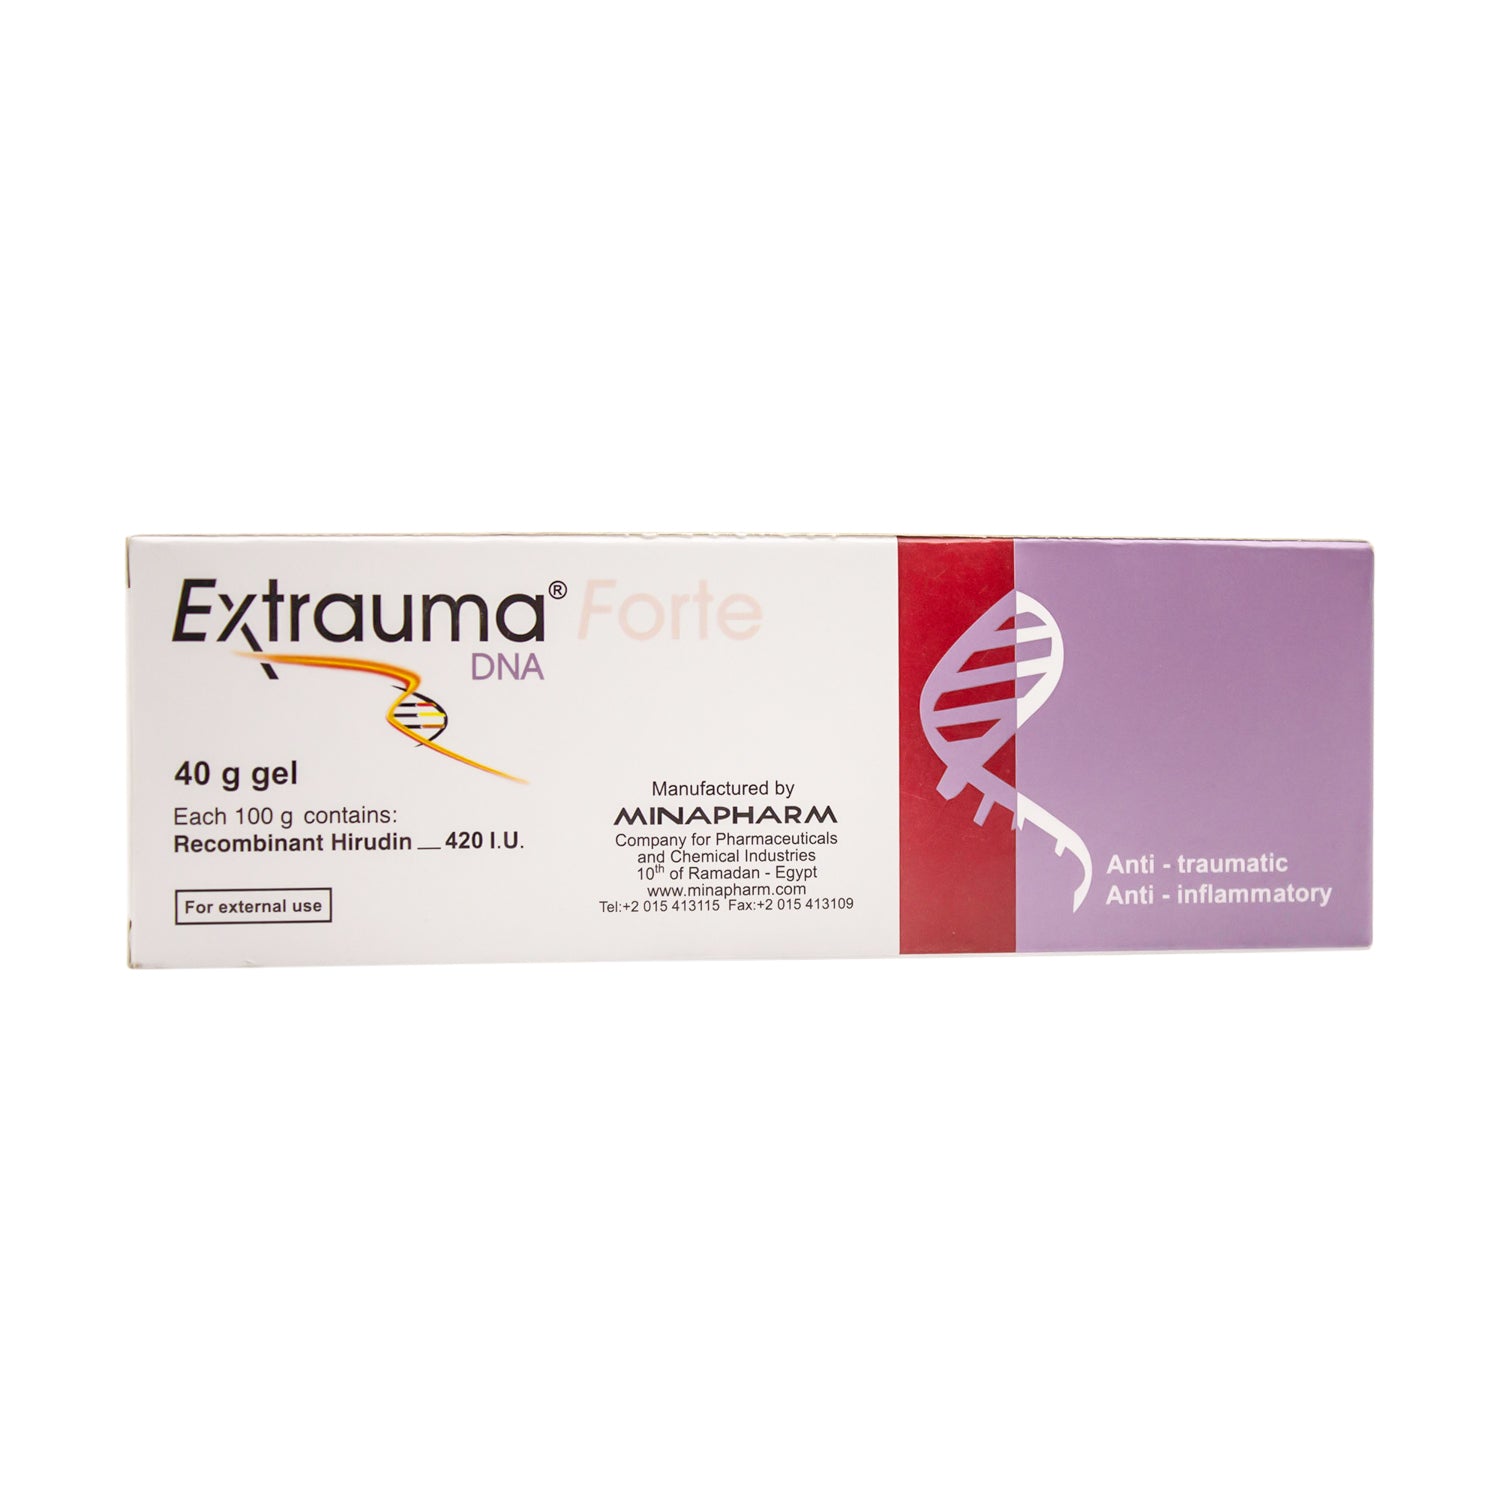 Extrauma® Forte
DNA
40 g gel
Each 100 g contains:
Recombinant Hirudin __ 420 I.U.
For external use
Manufactured by
MINAPHARM
Company for Pharmaceuticals
and Chemical Industries
10th of Ramadan - Egypt
www.minapharm.com
Tel:+2 015 413115 Fax:+2 015 413109
Anti - traumatic
Anti - inflammatory